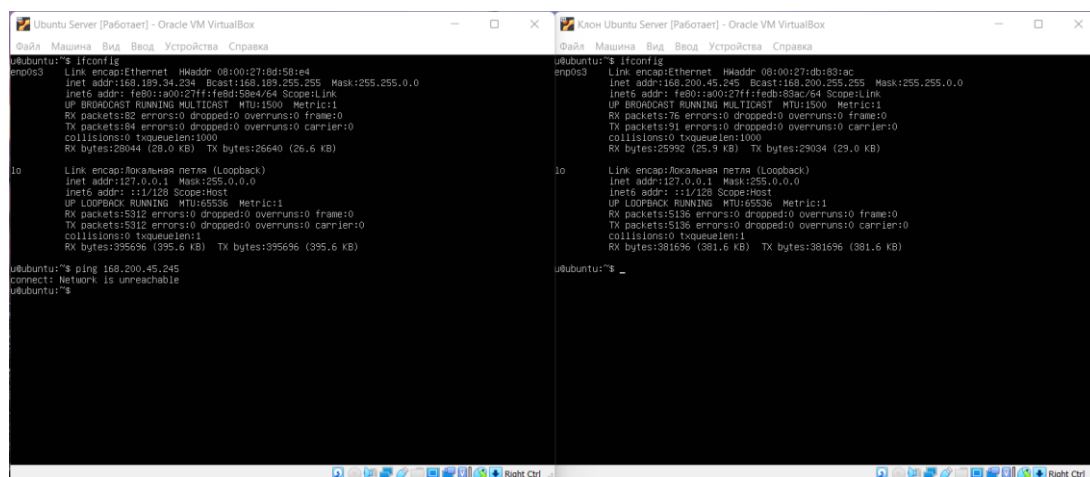 Ubuntu Server [Работает] - Oracle VM VirtualBox
Файл Машина Вид Ввод Устройства Справка
u@ubuntu:~$ ifconfig
enp0s3 Link encap:Ethernet HWaddr 08:00:27:8d:58:e4
inet addr:168.189.34.234 Bcast:168.189.255.255 Mask:255.255.0.0
inet6 addr: fe80::a00:27ff:fe8d:58e4/64 Scope:Link
UP BROADCAST RUNNING MULTICAST MTU:1500 Metric:1
RX packets:82 errors:0 dropped:0 overruns:0 frame:0
TX packets:84 errors:0 dropped:0 overruns:0 carrier:0
collisions:0 txqueuelen:1000
RX bytes:28044 (28.0 KB) TX bytes:26640 (26.6 KB)
lo Link encap:Локальная петля (Loopback)
inet addr:127.0.0.1 Mask:255.0.0.0
inet6 addr: ::1/128 Scope:Host
UP LOOPBACK RUNNING MTU:65536 Metric:1
RX packets:5312 errors:0 dropped:0 overruns:0 frame:0
TX packets:5312 errors:0 dropped:0 overruns:0 carrier:0
collisions:0 txqueuelen:1
RX bytes:395696 (395.6 KB) TX bytes:395696 (395.6 KB)
u@ubuntu:~$ ping 168.200.45.245
connect: Network is unreachable
u@ubuntu:~$
Right Ctrl
Клон Ubuntu Server [Работает] - Oracle VM VirtualBox
Файл Машина Вид Ввод Устройства Справка
u@ubuntu:~$ ifconfig
enp0s3 Link encap:Ethernet HWaddr 08:00:27:db:83:ac
inet addr:168.200.45.245 Bcast:168.200.255.255 Mask:255.255.0.0
inet6 addr: fe80::a00:27ff:fedb:83ac/64 Scope:Link
UP BROADCAST RUNNING MULTICAST MTU:1500 Metric:1
RX packets:76 errors:0 dropped:0 overruns:0 frame:0
TX packets:91 errors:0 dropped:0 overruns:0 carrier:0
collisions:0 txqueuelen:1000
RX bytes:25992 (25.9 KB) TX bytes:29034 (29.0 KB)
lo Link encap:Локальная петля (Loopback)
inet addr:127.0.0.1 Mask:255.0.0.0
inet6 addr: ::1/128 Scope:Host
UP LOOPBACK RUNNING MTU:65536 Metric:1
RX packets:5136 errors:0 dropped:0 overruns:0 frame:0
TX packets:5136 errors:0 dropped:0 overruns:0 carrier:0
collisions:0 txqueuelen:1
RX bytes:381696 (381.6 KB) TX bytes:381696 (381.6 KB)
u@ubuntu:~$ _
Right Ctrl